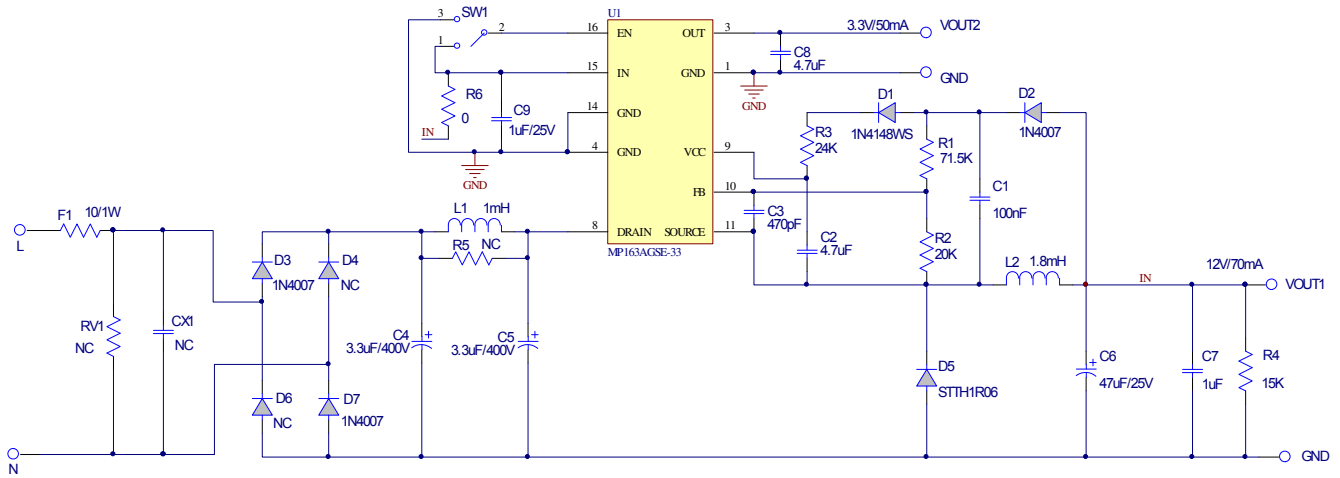 3 SW1
2
1
R6
0
IN
C9
1uF/25V
GND
U1
16 EN
15 IN
14 GND
4 GND
8 DRAIN
OUT 3
GND 1
VCC 9
FB 10
SOURCE 11
MP163AGSE-33
3.3V/50mA
VOUT2
C8
4.7uF
GND
GND
D1
1N4148WS
D2
1N4007
R3
24K
R1
71.5K
C1
100nF
C3
470pF
C2
4.7uF
R2
20K
L2 1.8mH
IN
12V/70mA
VOUT1
F1 10/1W
L
L1 1mH
R5 NC
D3
1N4007
D4
NC
RV1
NC
CX1
NC
C4
3.3uF/400V
+
C5
3.3uF/400V
+
D5
STTH1R06
C6
47uF/25V
+
C7
1uF
R4
15K
D6
NC
D7
1N4007
N
GND